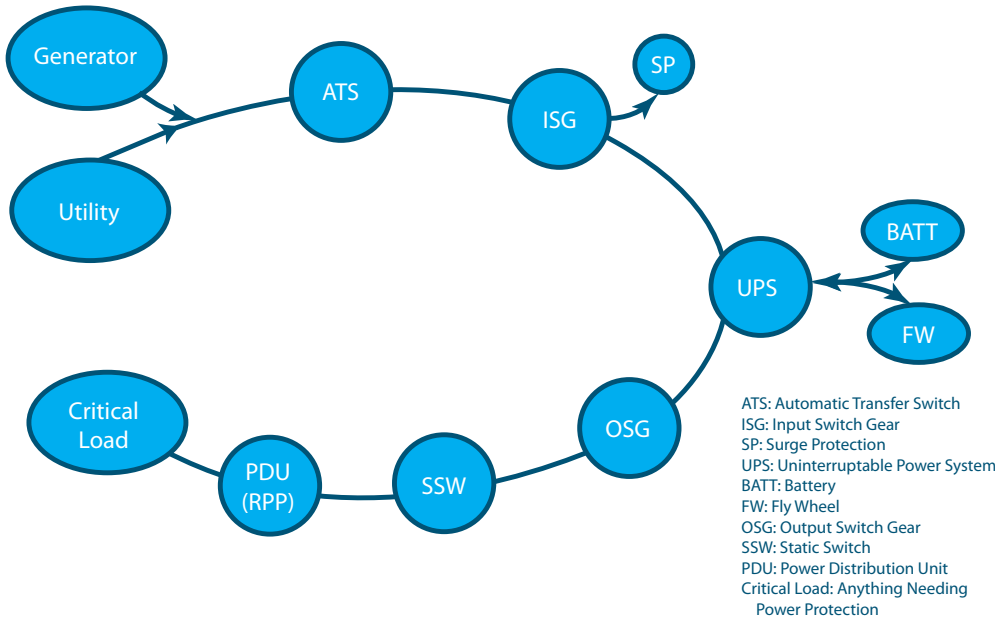 Generator
SP
ATS
ISG
Utility
BATT
UPS
FW
Critical
Load
OSG
PDU
(RPP)
SSW
ATS: Automatic Transfer Switch
ISG: Input Switch Gear
SP: Surge Protection
UPS: Uninterruptable Power System
BATT: Battery
FW: Fly Wheel
OSG: Output Switch Gear
SSW: Static Switch
PDU: Power Distribution Unit
Critical Load: Anything Needing
Power Protection